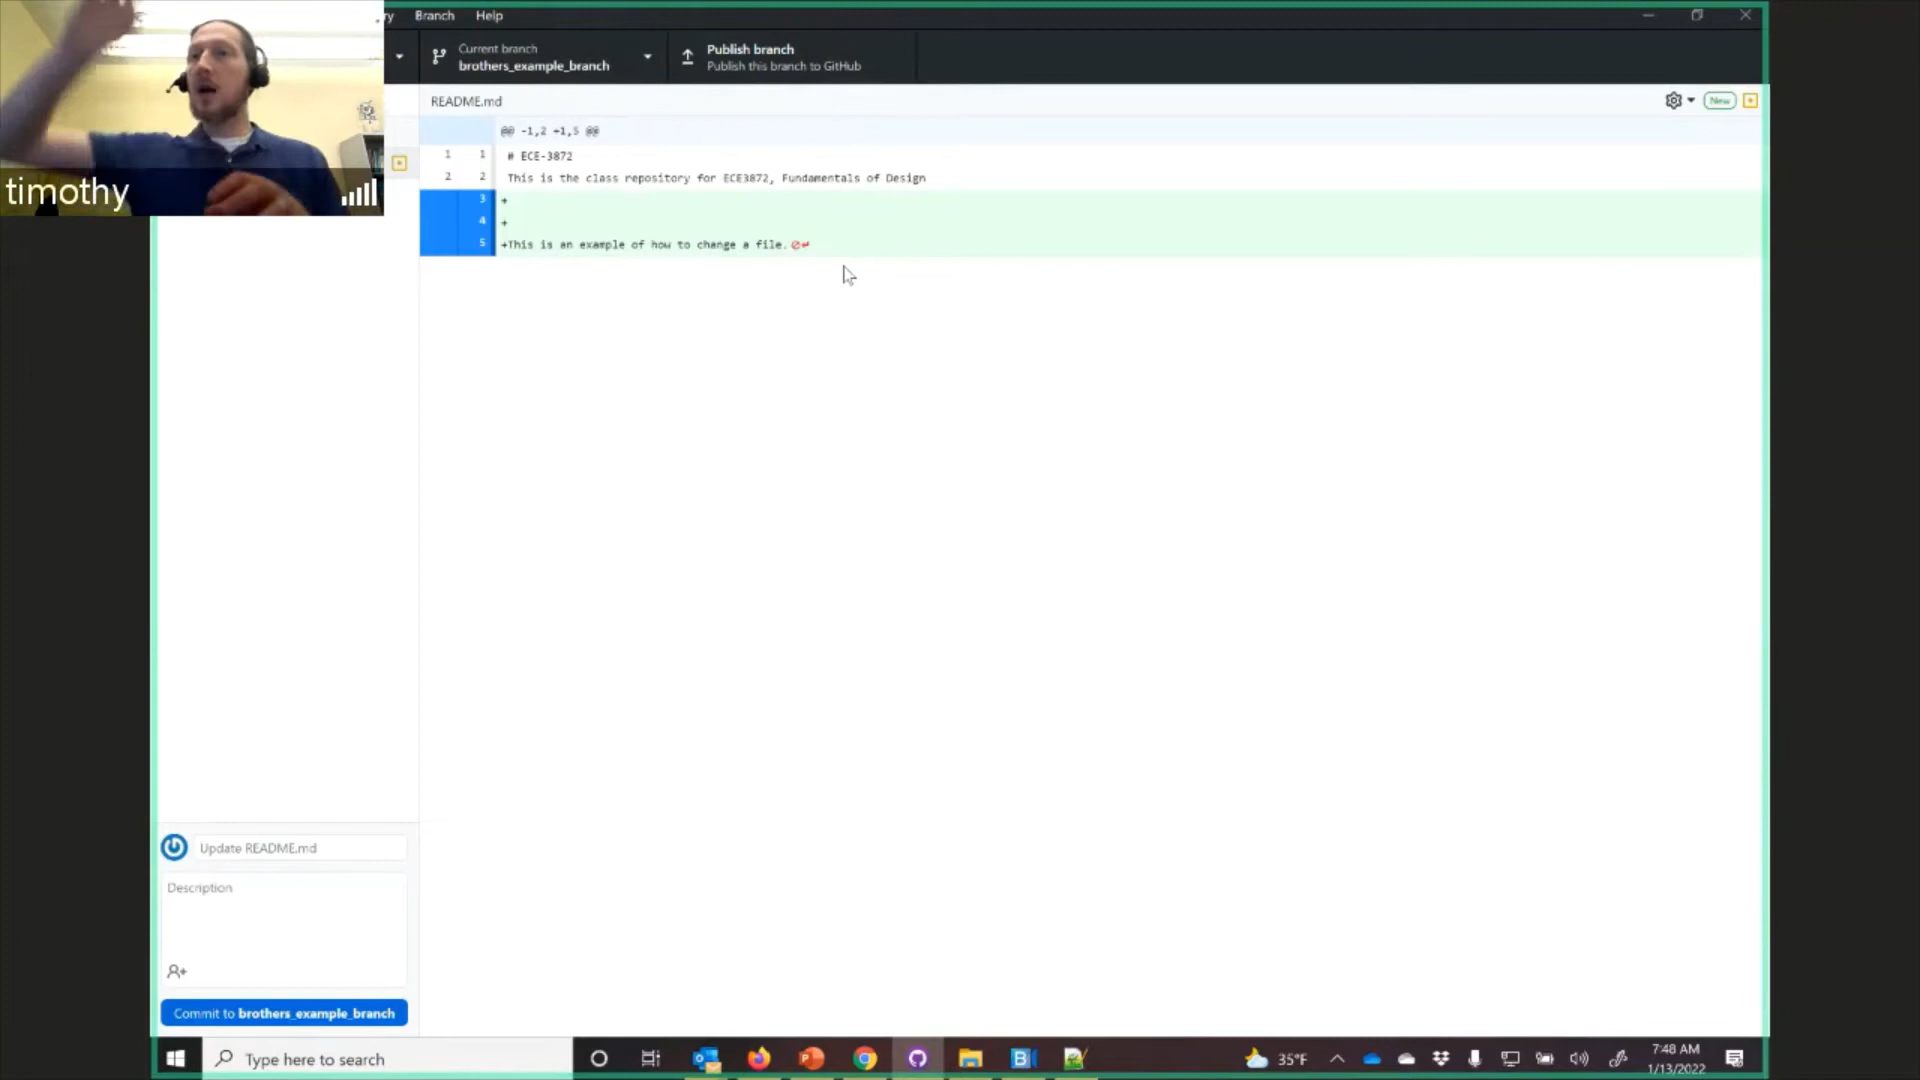 ry Branch Help
Current branch
brothers_example_branch
Publish branch
Publish this branch to GitHub
README.md
New
@@ -1,2 +1,5 @@
1 1 # ECE-3872
2 2 This is the class repository for ECE3872, Fundamentals of Design
3 +
4 +
5 +This is an example of how to change a file.
timothy
Update README.md
Description
Commit to brothers_example_branch
Type here to search
35°F
7:48 AM
1/13/2022